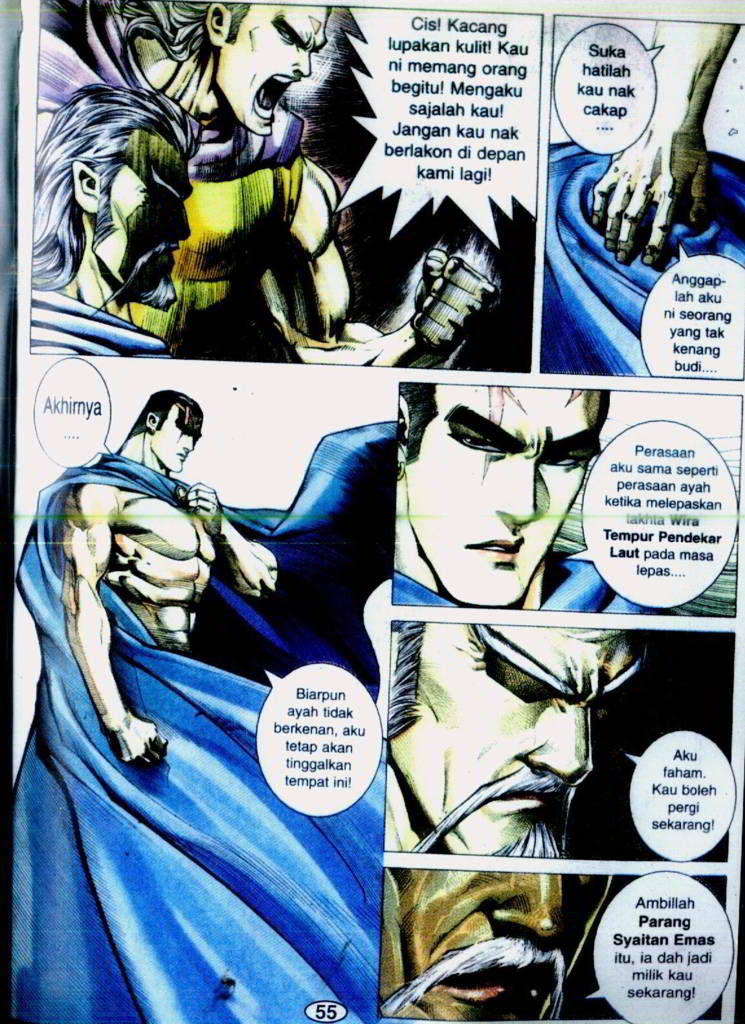 Cis! Kacang
lupakan kulit! Kau
ni memang orang
begitu! Mengaku
sajalah kau!
Jangan kau nak
berlakon di depan
kami lagi!
Suka
hatilah
kau nak
cakap
....
Anggap-
lah aku
ni seorang
yang tak
kenang
budi....
Akhirnya
....
Perasaan
aku sama seperti
perasaan ayah
ketika melepaskan
takhta Wira
Tempur Pendekar
Laut pada masa
lepas....
Biarpun
ayah tidak
berkenan, aku
tetap akan
tinggalkan
tempat ini!
Aku
faham.
Kau boleh
pergi
sekarang!
Ambillah
Parang
Syaitan Emas
itu, ia dah jadi
milik kau
sekarang!
55